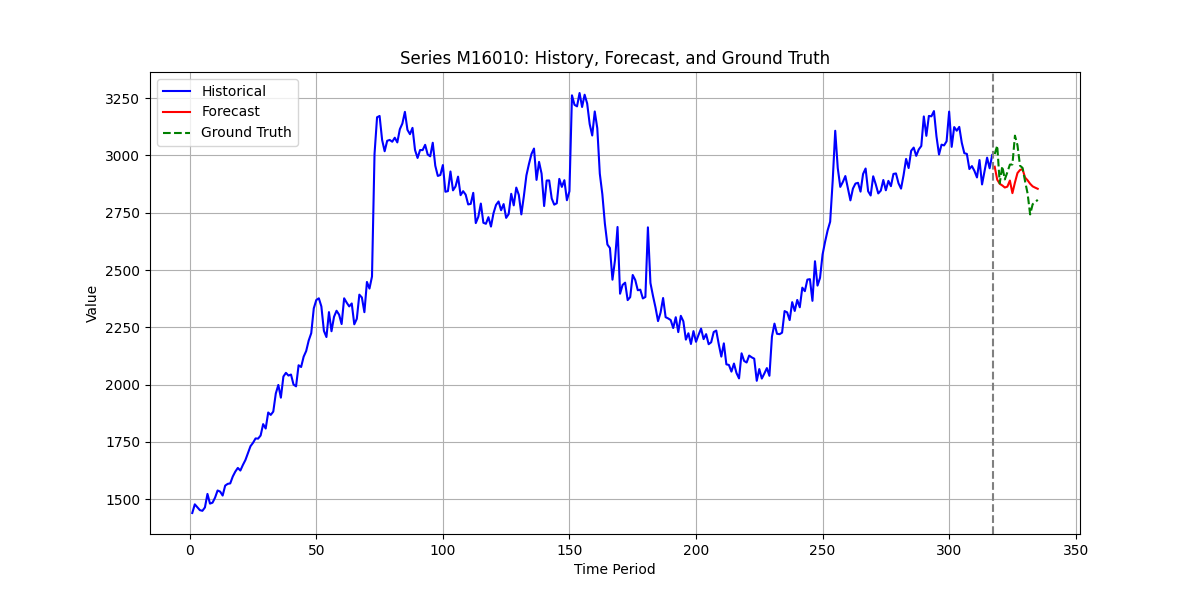 Series M16010: History, Forecast, and Ground Truth
Historical
Forecast
Ground Truth
Value
3250
3000
2750
2500
2250
2000
1750
1500
0 50 100 150 200 250 300 350
Time Period